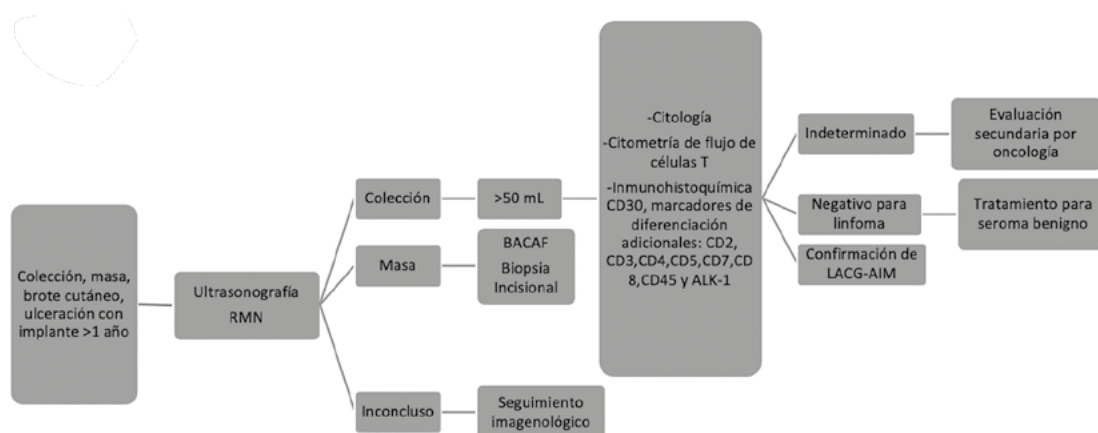 Colección, masa,
brote cutáneo,
ulceración con
implante >1 año
Ultrasonografía
RMN
Colección
>50 mL
Masa
BACAF
Biopsia
Incisional
Inconcluso
Seguimiento
imagenológico
-Citología
-Citometría de flujo de
células T
-Inmunohistoquímica
CD30, marcadores de
diferenciación
adicionales: CD2,
CD3,CD4,CD5,CD7,CD
8,CD45 y ALK-1
Indeterminado
Evaluación
secundaria por
oncología
Negativo para
linfoma
Tratamiento para
seroma benigno
Confirmación de
LACG-AIM